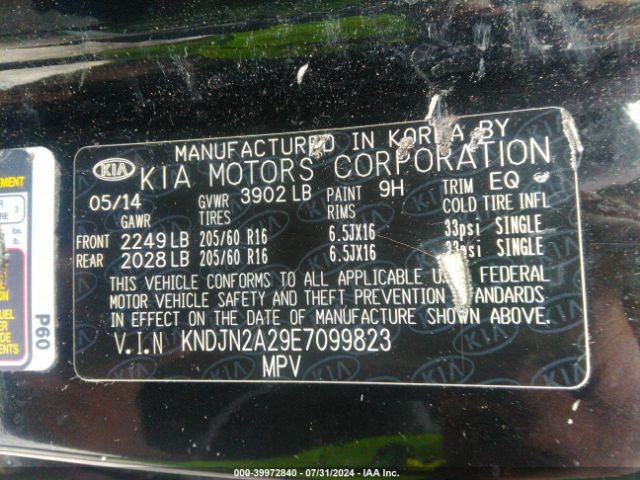 MANUFACTURED IN KOREA BY
KIA KIA MOTORS CORPORATION
05/14 GVWR 3902 LB PAINT 9H TRIM EQ
GAWR TIRES RIMS COLD TIRE INFL
FRONT 2249 LB 205/60 R16 6.5JX16 33psi SINGLE
REAR 2028 LB 205/60 R16 6.5JX16 33psi SINGLE
THIS VEHICLE CONFORMS TO ALL APPLICABLE U.S. FEDERAL
MOTOR VEHICLE SAFETY AND THEFT PREVENTION STANDARDS
IN EFFECT ON THE DATE OF MANUFACTURE SHOWN ABOVE.
V.I.N KNDJN2A29E7099823
MPV
P60
000-39972840 - 07/31/2024 - IAA Inc.